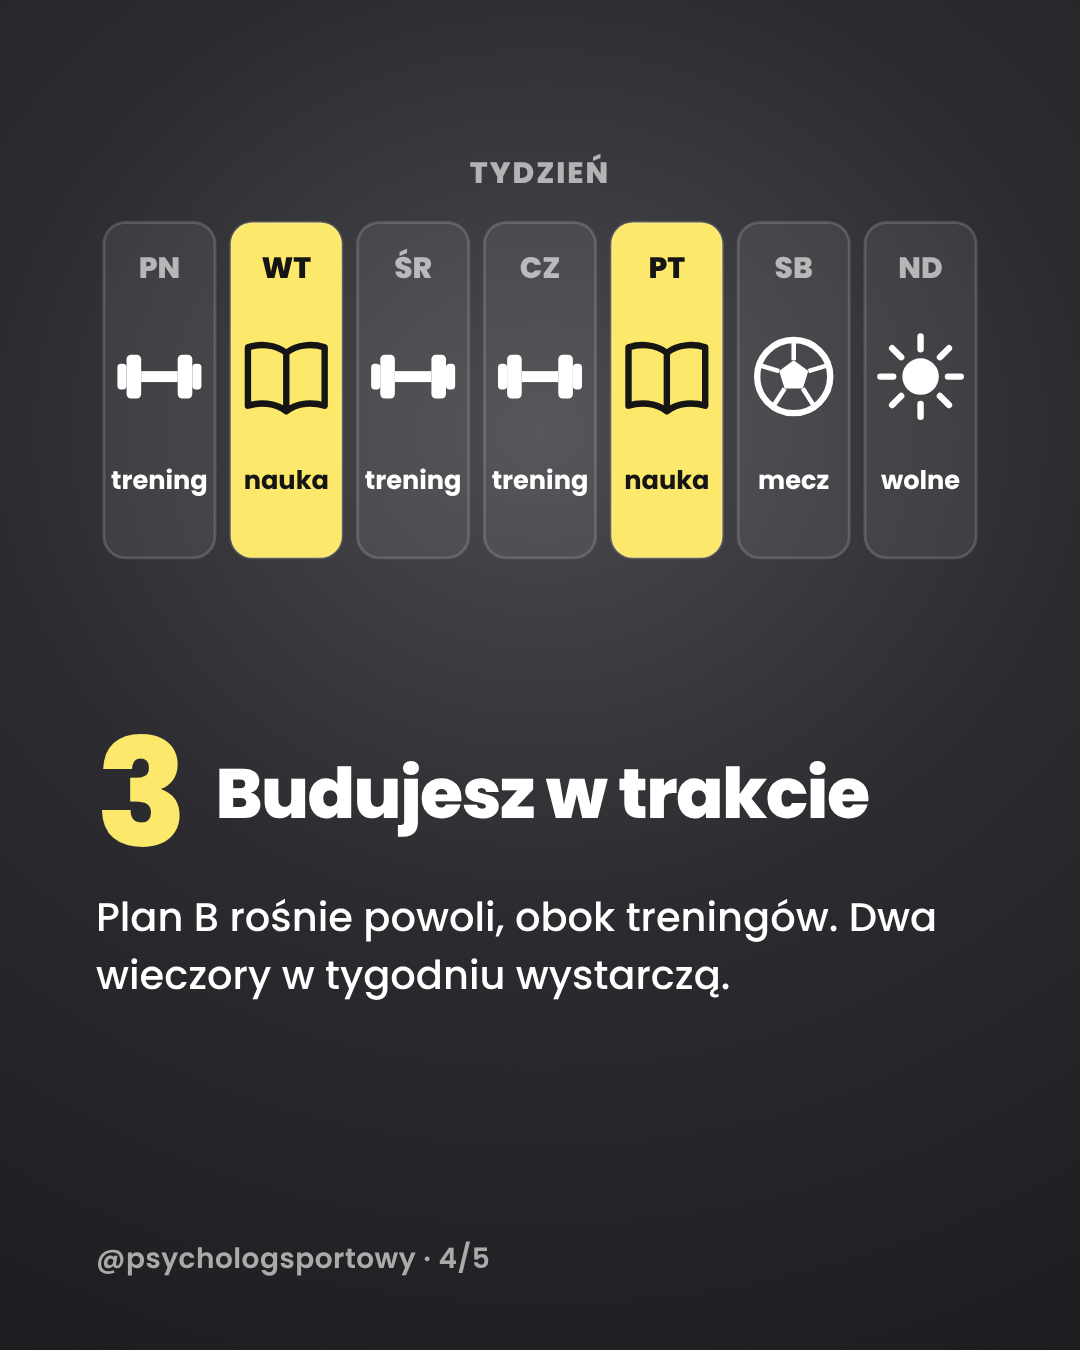 TYDZIEŃ
PN WT ŚR CZ PT SB ND
trening nauka trening trening nauka mecz wolne
3 Budujesz w trakcie
Plan B rośnie powoli, obok treningów. Dwa
wieczory w tygodniu wystarczą.
@psychologsportowy · 4/5